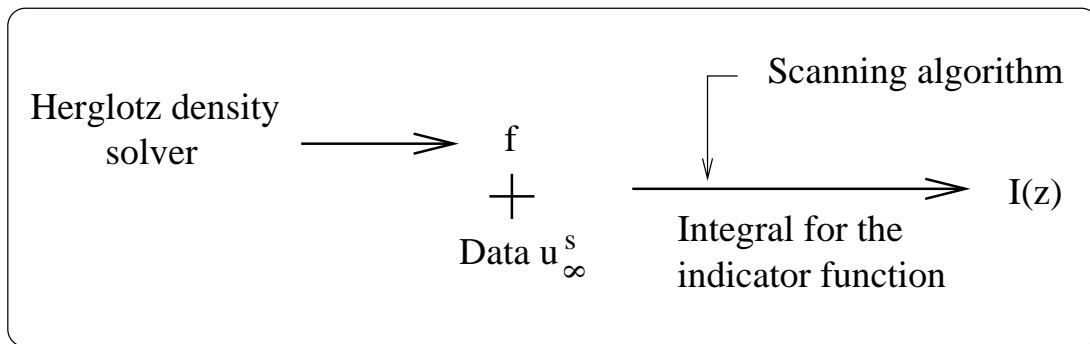 Herglotz density
solver
f
+
Data u^s_∞
Scanning algorithm
Integral for the
indicator function
I(z)